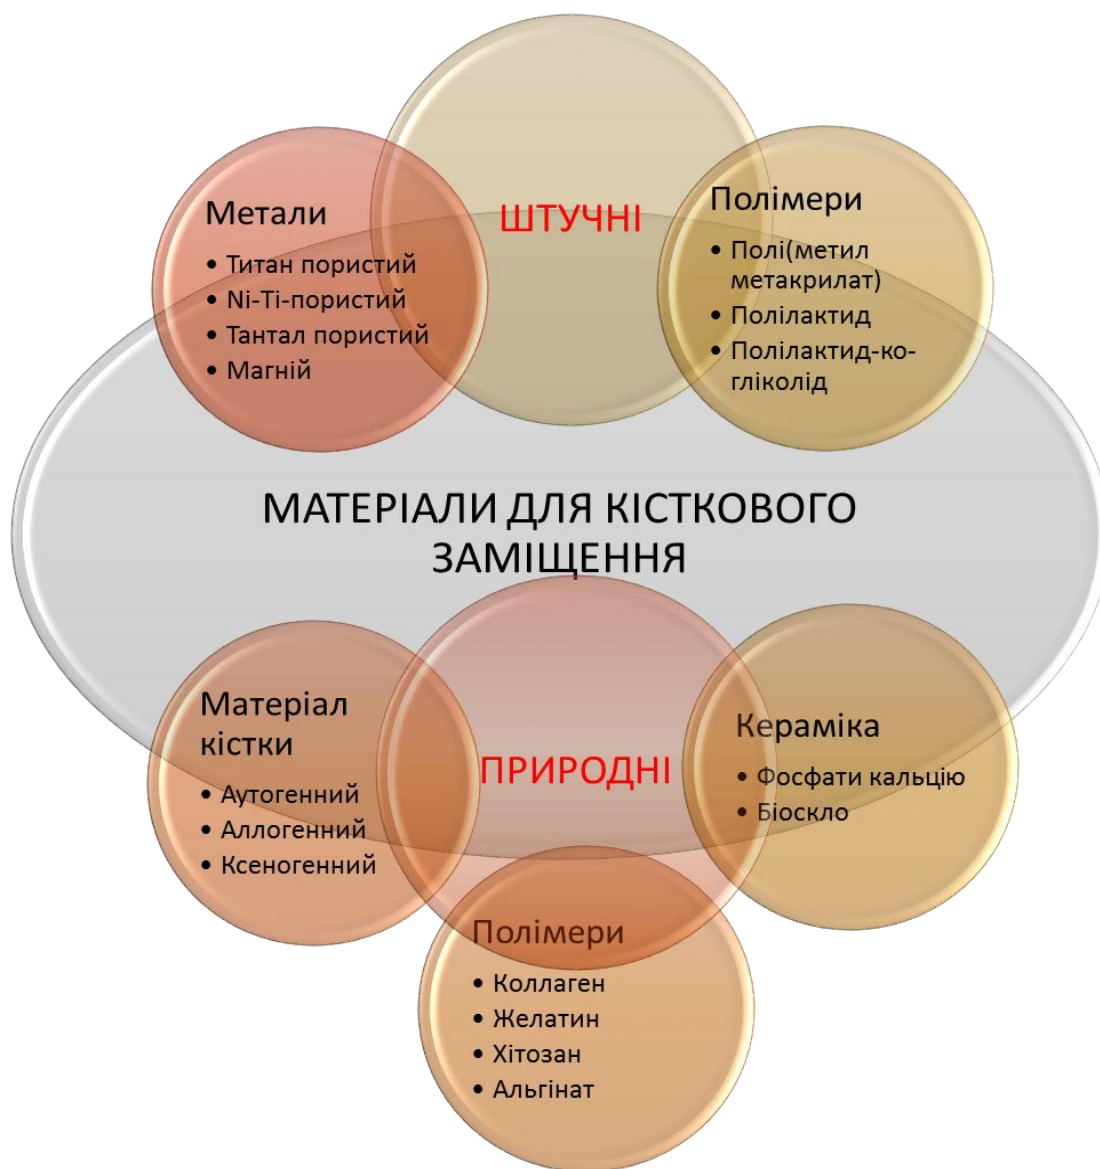 ШТУЧНІ
Метали
• Титан пористий
• Ni-Ti-пористий
• Тантал пористий
• Магній
Полімери
• Полі(метил
метакрилат)
• Полілактид
• Полілактид-ко-
гліколід
МАТЕРІАЛИ ДЛЯ КІСТКОВОГО
ЗАМІЩЕННЯ
Матеріал
кістки
• Аутогенний
• Аллогенний
• Ксеногенний
ПРИРОДНІ
Кераміка
• Фосфати кальцію
• Біоскло
Полімери
• Коллаген
• Желатин
• Хітозан
• Альгінат